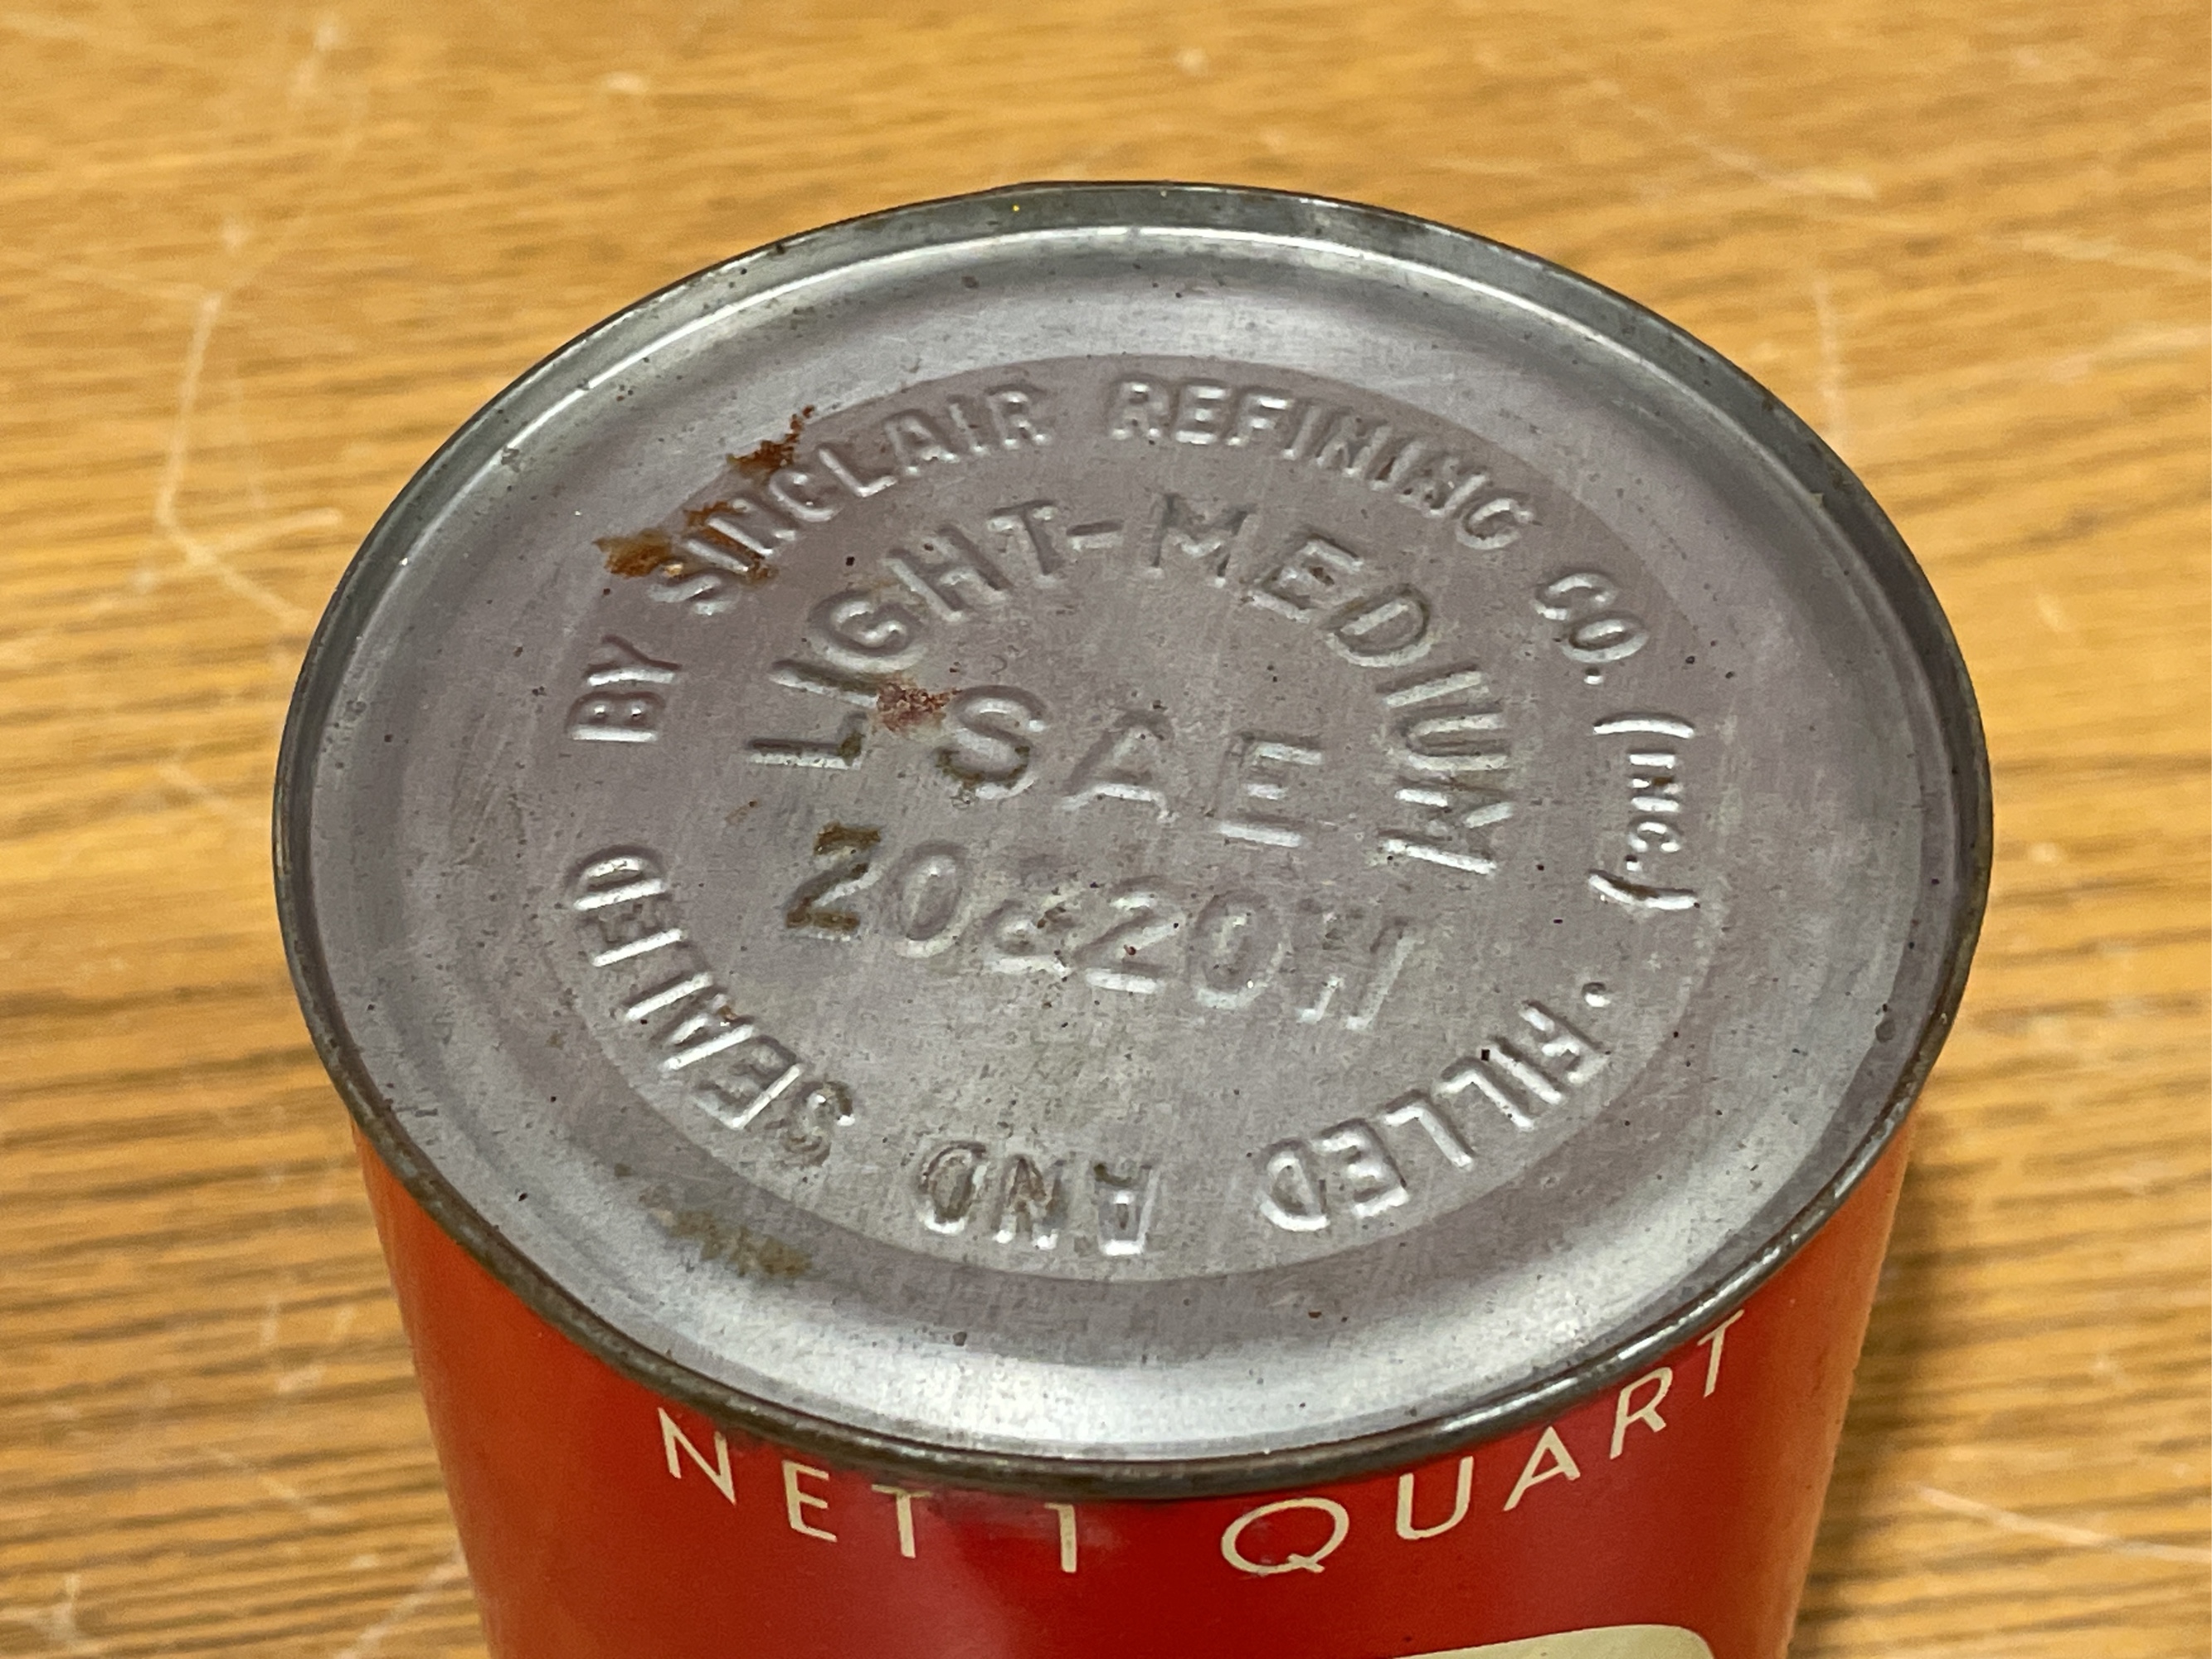 FILLED AND SEALED BY SINCLAIR REFINING CO. (INC.) ·
LIGHT-MEDIUM
SAE
20&20W
NET 1 QUART